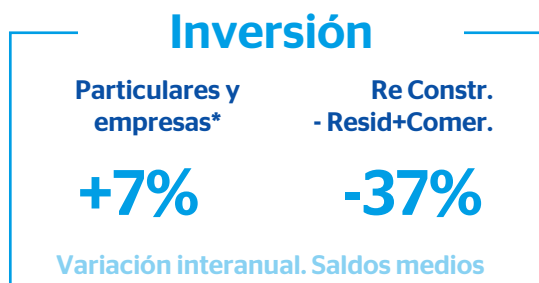 Inversión
Particulares y
empresas*
Re Constr.
- Resid+Comer.
+7%
-37%
Variación interanual. Saldos medios